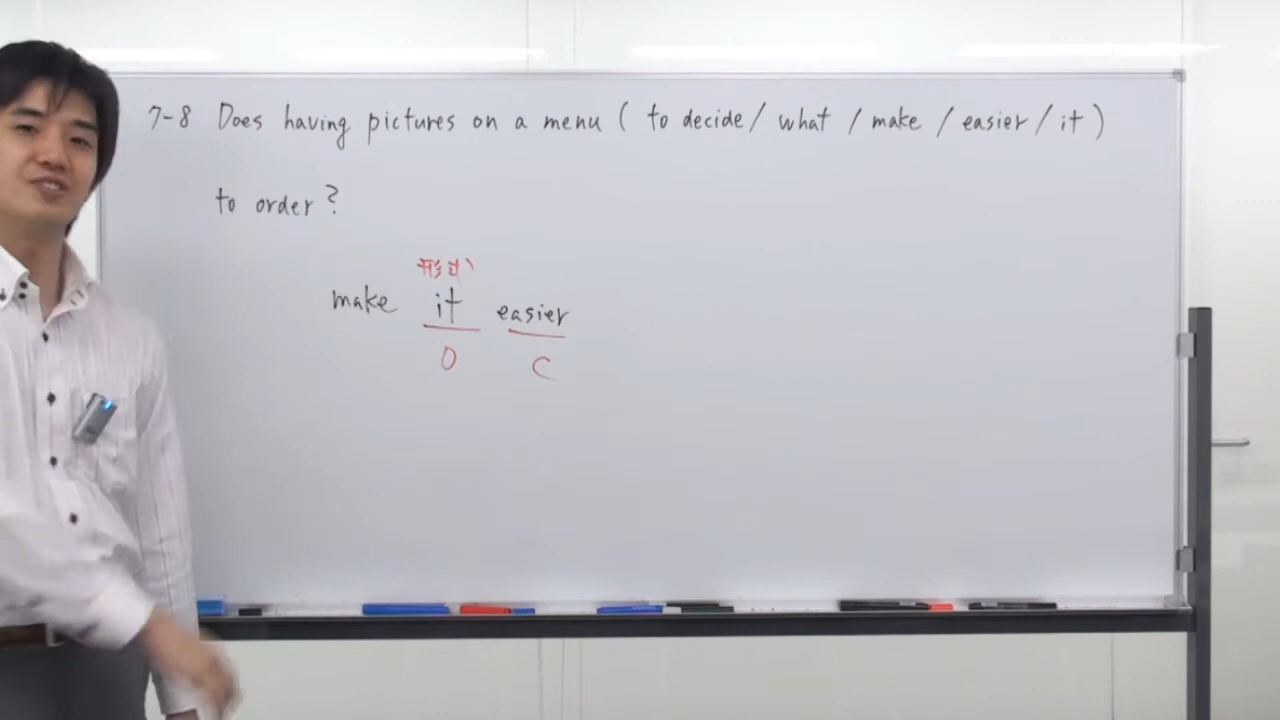 7-8 Does having pictures on a menu ( to decide / what / make / easier / it )
to order ?
形式
make it easier
O C